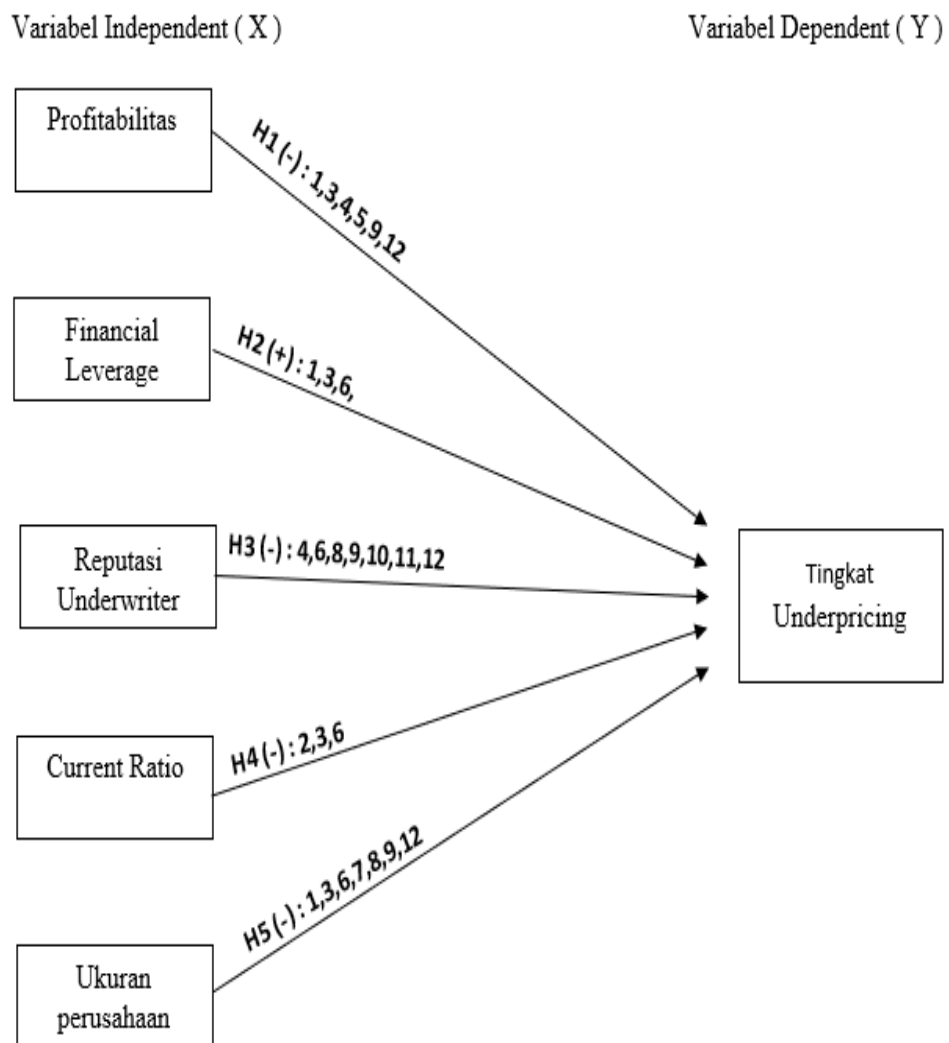 Variabel Independent ( X )
Variabel Dependent ( Y )
Profitabilitas
H1 (-) : 1,3,4,5,9,12
Financial
Leverage
H2 (+) : 1,3,6,
Reputasi
Underwriter
H3 (-) : 4,6,8,9,10,11,12
Tingkat
Underpricing
Current Ratio
H4 (-) : 2,3,6
Ukuran
perusahaan
H5 (-) : 1,3,6,7,8,9,12